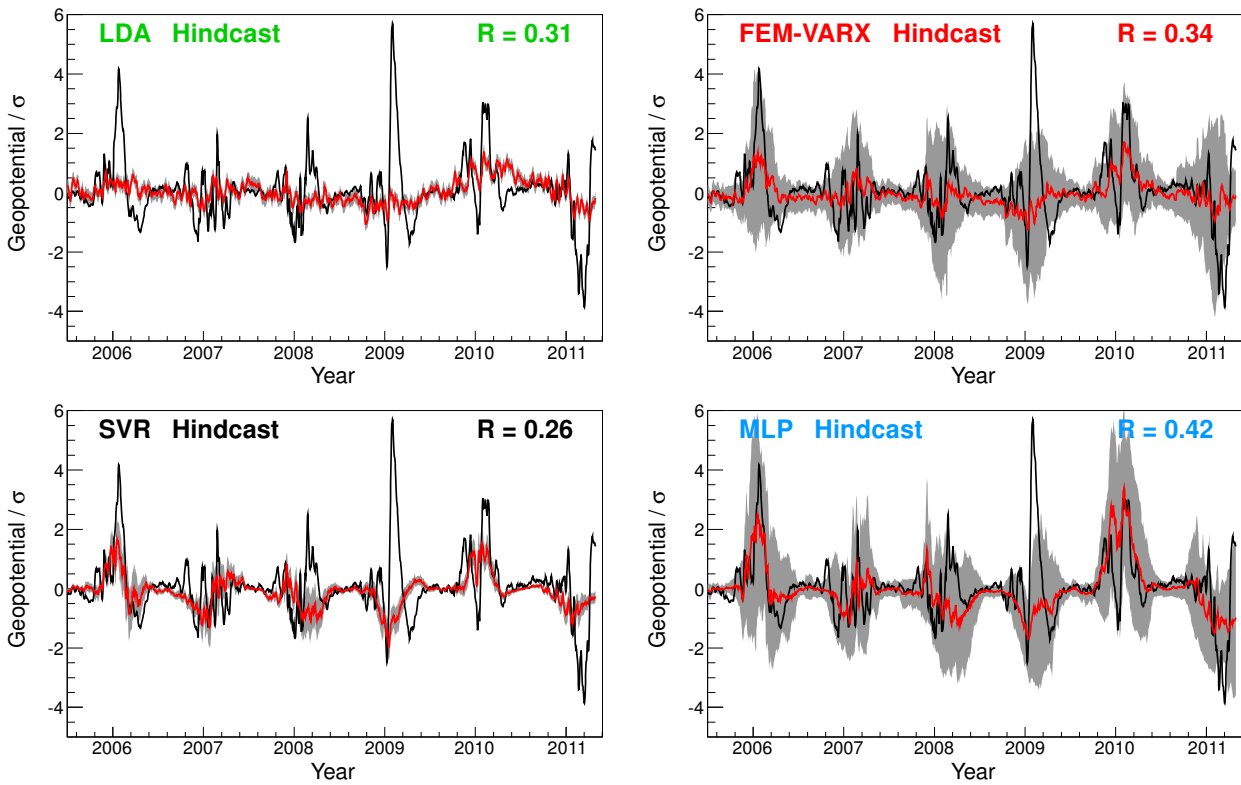 LDA Hindcast R = 0.31
Geopotential / σ
6
4
2
0
-2
-4
2006 2007 2008 2009 2010 2011
Year
FEM-VARX Hindcast R = 0.34
Geopotential / σ
6
4
2
0
-2
-4
2006 2007 2008 2009 2010 2011
Year
SVR Hindcast R = 0.26
Geopotential / σ
6
4
2
0
-2
-4
2006 2007 2008 2009 2010 2011
Year
MLP Hindcast R = 0.42
Geopotential / σ
6
4
2
0
-2
-4
2006 2007 2008 2009 2010 2011
Year